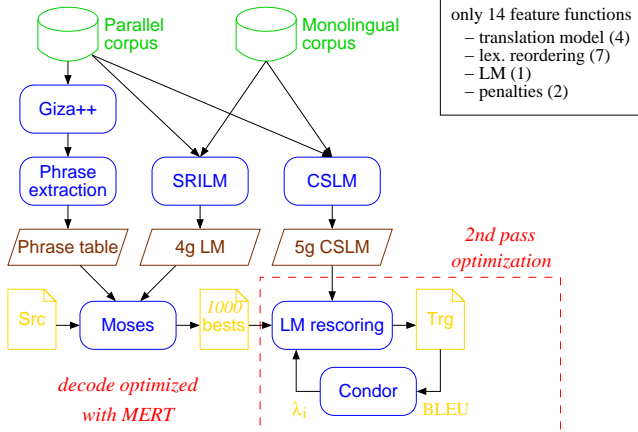 Parallel
corpus
Monolingual
corpus
only 14 feature functions
– translation model (4)
– lex. reordering (7)
– LM (1)
– penalties (2)
Giza++
Phrase
extraction
SRILM
CSLM
Phrase table
4g LM
5g CSLM
2nd pass
optimization
Src
Moses
1000
bests
LM rescoring
Trg
Condor
λi
BLEU
decode optimized
with MERT